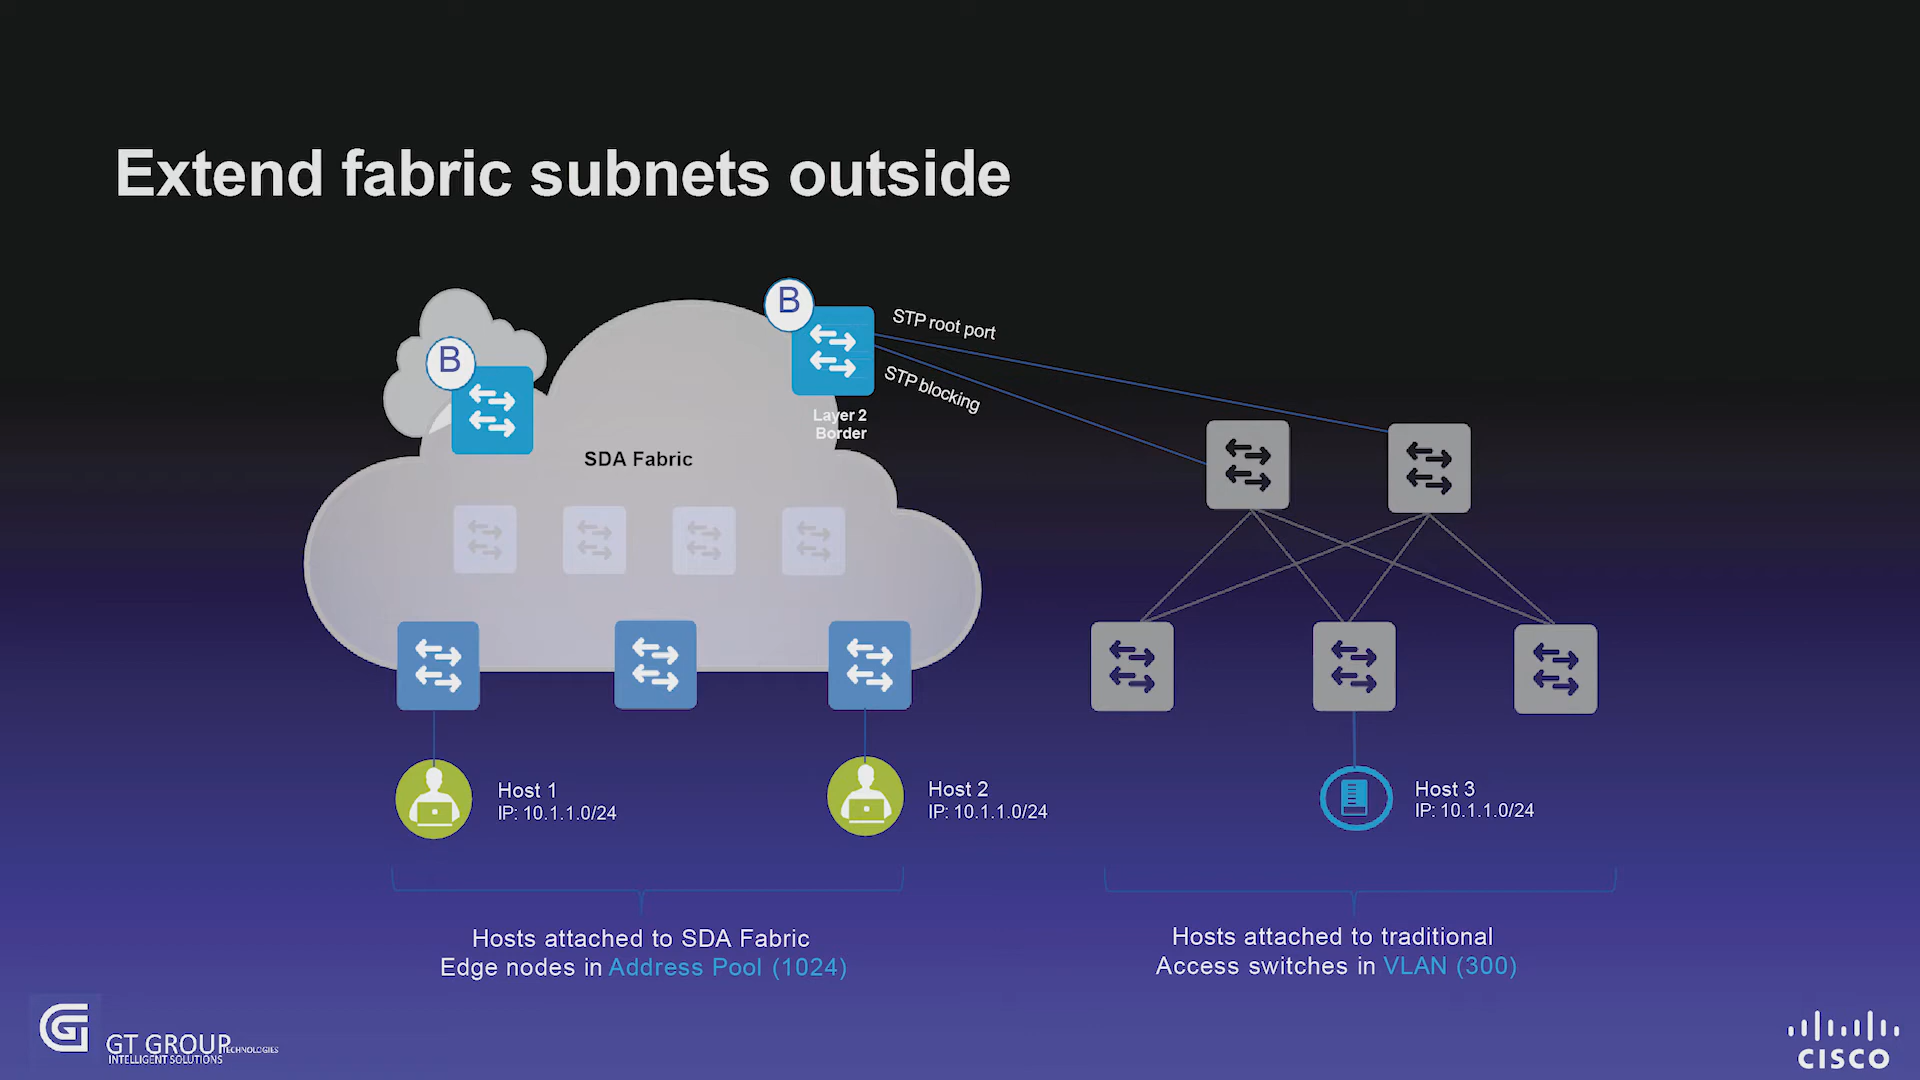 Extend fabric subnets outside
B
B
STP root port
STP blocking
Layer 2
Border
SDA Fabric
Host 1
IP: 10.1.1.0/24
Host 2
IP: 10.1.1.0/24
Host 3
IP: 10.1.1.0/24
Hosts attached to SDA Fabric
Edge nodes in Address Pool (1024)
Hosts attached to traditional
Access switches in VLAN (300)
GT GROUP TECHNOLOGIES
INTELLIGENT SOLUTIONS
CISCO